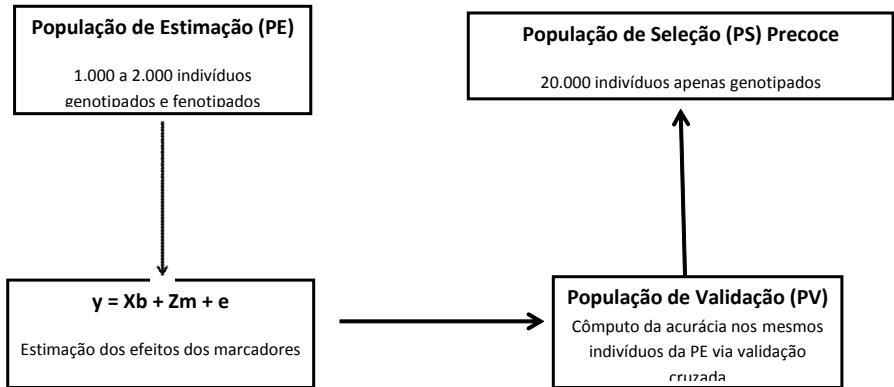 População de Estimação (PE)
1.000 a 2.000 indivíduos
genotipados e fenotipados
População de Seleção (PS) Precoce
20.000 indivíduos apenas genotipados
y = Xb + Zm + e
Estimação dos efeitos dos marcadores
População de Validação (PV)
Cômputo da acurácia nos mesmos
indivíduos da PE via validação
cruzada